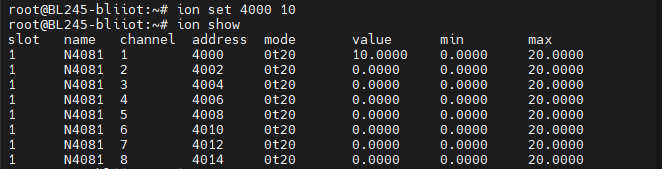 root@BL245-bliiot:~# ion set 4000 10
root@BL245-bliiot:~# ion show
slot name channel address mode value min max
1 N4081 1 4000 0t20 10.0000 0.0000 20.0000
1 N4081 2 4002 0t20 0.0000 0.0000 20.0000
1 N4081 3 4004 0t20 0.0000 0.0000 20.0000
1 N4081 4 4006 0t20 0.0000 0.0000 20.0000
1 N4081 5 4008 0t20 0.0000 0.0000 20.0000
1 N4081 6 4010 0t20 0.0000 0.0000 20.0000
1 N4081 7 4012 0t20 0.0000 0.0000 20.0000
1 N4081 8 4014 0t20 0.0000 0.0000 20.0000